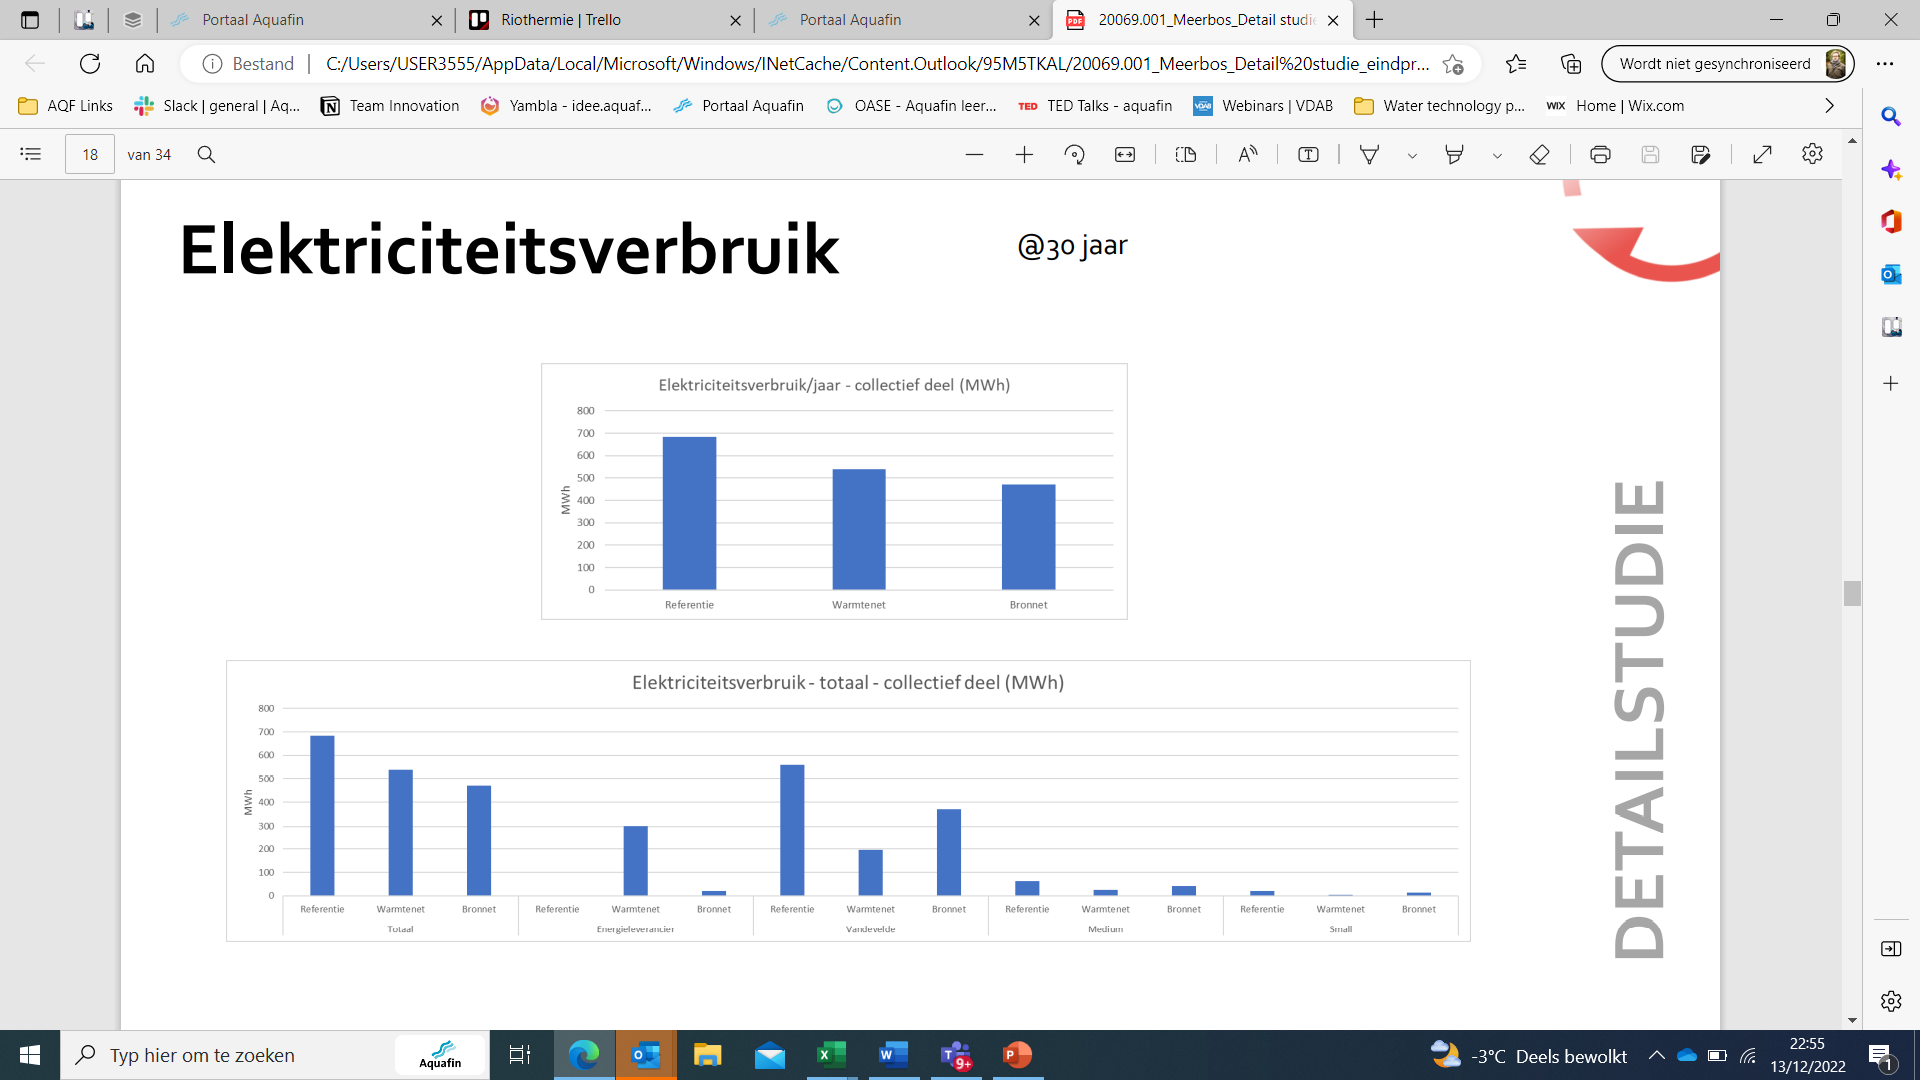 Portaal Aquafin
Riothermie | Trello
Portaal Aquafin
20069.001_Meerbos_Detail studie
Bestand
C:/Users/USER3555/AppData/Local/Microsoft/Windows/INetCache/Content.Outlook/95M5TKAL/20069.001_Meerbos_Detail%20studie_eindpr...
Wordt niet gesynchroniseerd
AQF Links
Slack | general | Aq...
Team Innovation
Yambla - idee.aquaf...
Portaal Aquafin
OASE - Aquafin leer...
TED
TED Talks - aquafin
VDAB
Webinars | VDAB
Water technology p...
WIX
Home | Wix.com
18
van 34
Elektriciteitsverbruik
@30 jaar
Elektriciteitsverbruik/jaar - collectief deel (MWh)
800
700
600
500
400
300
200
100
0
MWh
Referentie Warmtenet Bronnet
Elektriciteitsverbruik - totaal - collectief deel (MWh)
800
700
600
500
400
300
200
100
0
MWh
Referentie Warmtenet Bronnet Referentie Warmtenet Bronnet Referentie Warmtenet Bronnet Referentie Warmtenet Bronnet Referentie Warmtenet Bronnet
Totaal Energieleverancier Vandevelde Medium Small
DETAILSTUDIE
Typ hier om te zoeken
Aquafin
9+
-3°C Deels bewolkt
22:55
13/12/2022
1